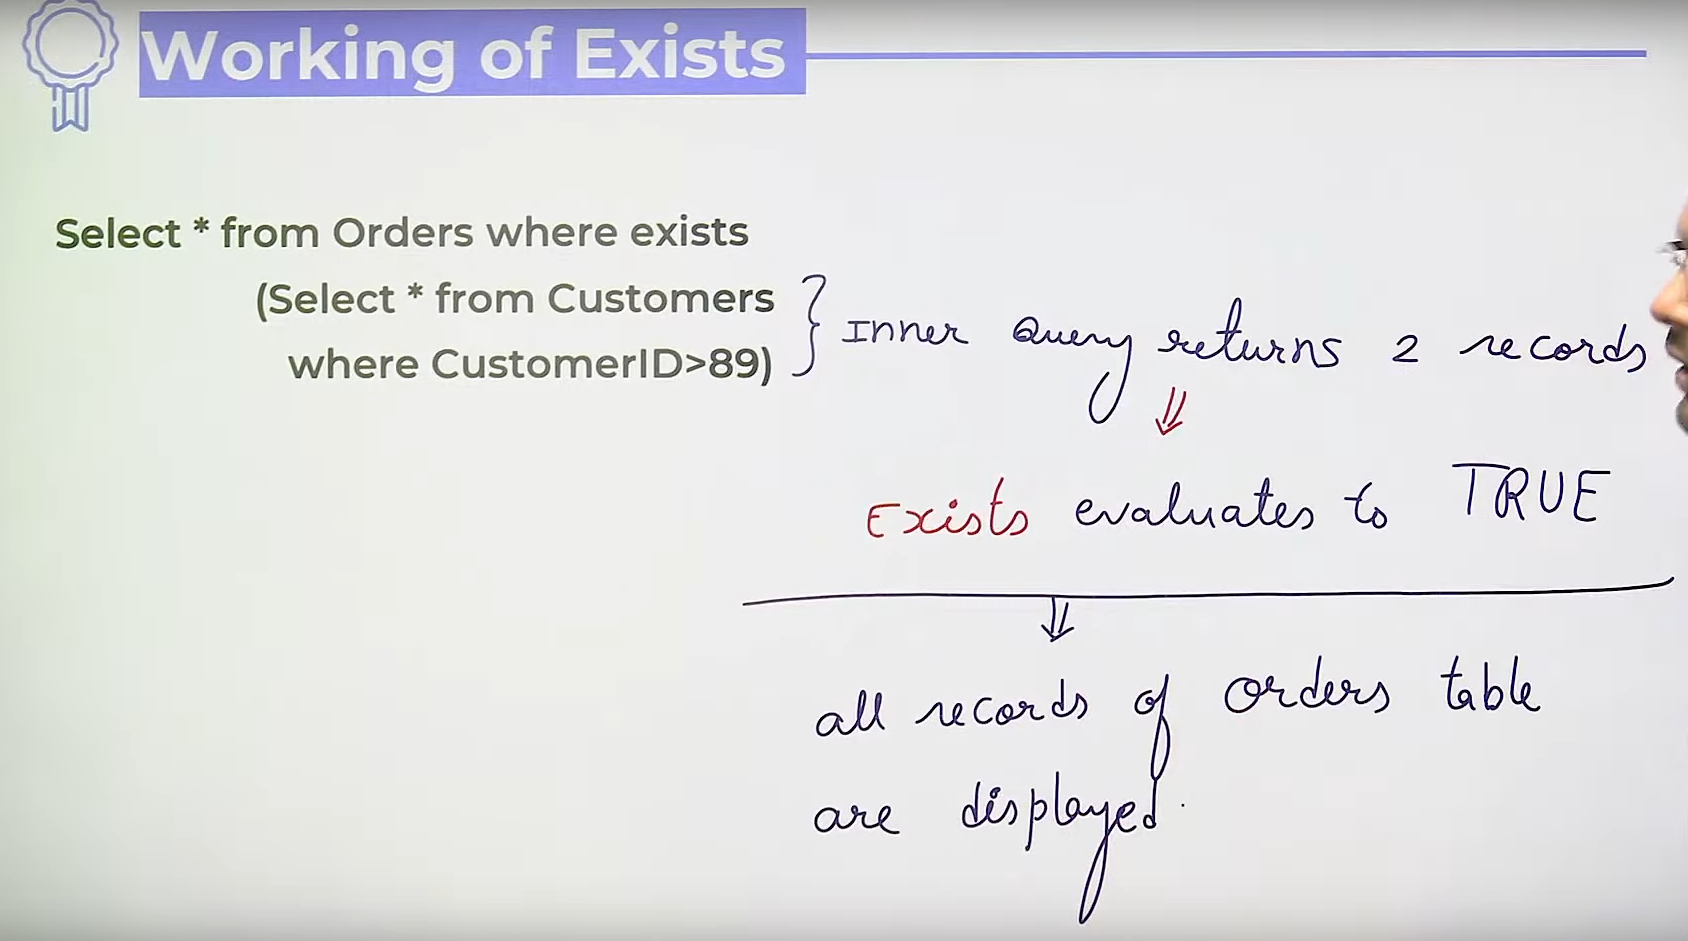 Working of Exists
Select * from Orders where exists
(Select * from Customers
where CustomerID>89)
Inner Query returns 2 records
Exists evaluates to TRUE
all records of orders table
are displayed.